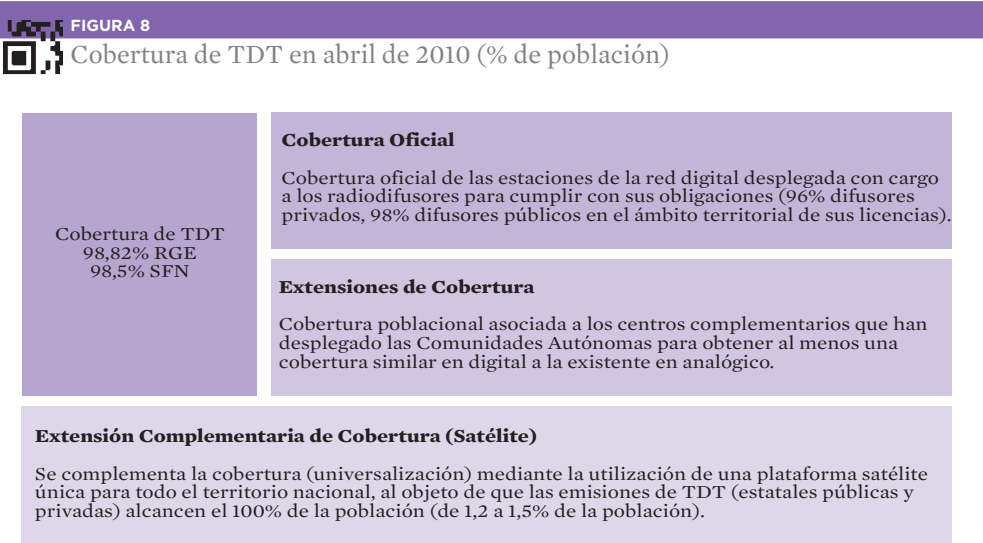 FIGURA 8
Cobertura de TDT en abril de 2010 (% de población)
Cobertura de TDT
98,82% RGE
98,5% SFN
Cobertura Oficial
Cobertura oficial de las estaciones de la red digital desplegada con cargo
a los radiodifusores para cumplir con sus obligaciones (96% difusores
privados, 98% difusores públicos en el ámbito territorial de sus licencias).
Extensiones de Cobertura
Cobertura poblacional asociada a los centros complementarios que han
desplegado las Comunidades Autónomas para obtener al menos una
cobertura similar en digital a la existente en analógico.
Extensión Complementaria de Cobertura (Satélite)
Se complementa la cobertura (universalización) mediante la utilización de una plataforma satélite
única para todo el territorio nacional, al objeto de que las emisiones de TDT (estatales públicas y
privadas) alcancen el 100% de la población (de 1,2 a 1,5% de la población).